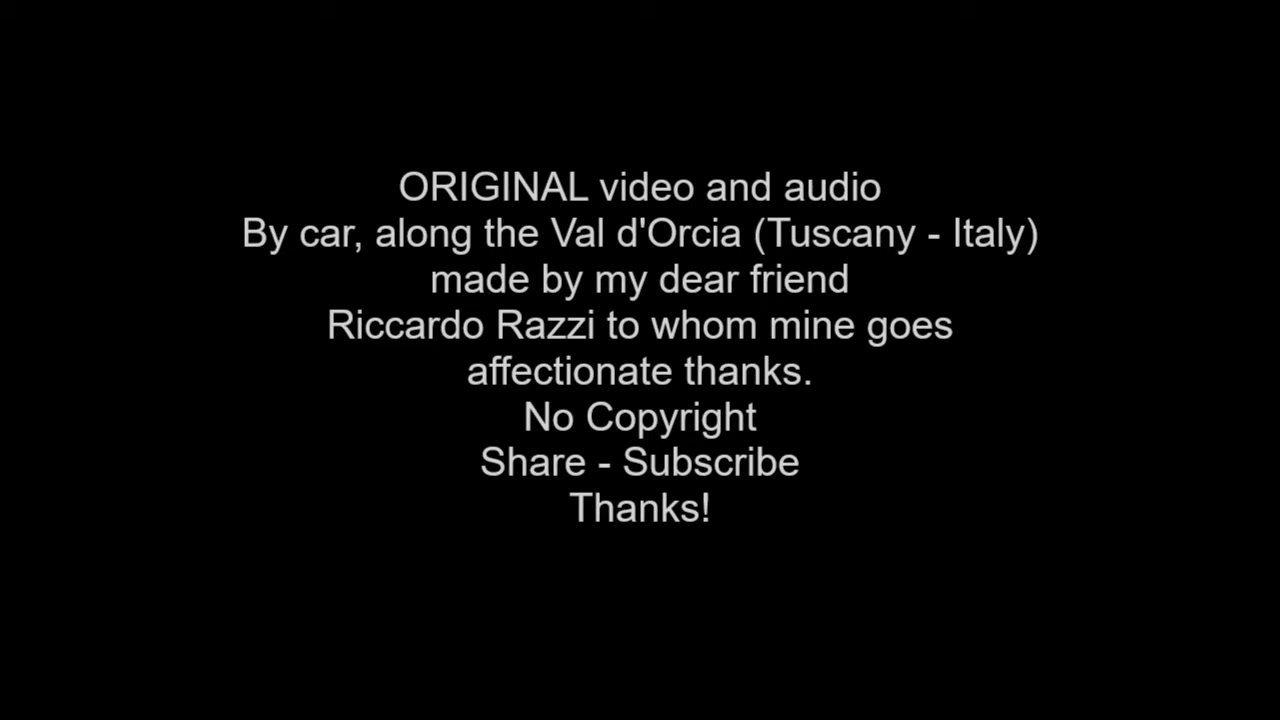 ORIGINAL video and audio
By car, along the Val d'Orcia (Tuscany - Italy)
made by my dear friend
Riccardo Razzi to whom mine goes
affectionate thanks.
No Copyright
Share - Subscribe
Thanks!